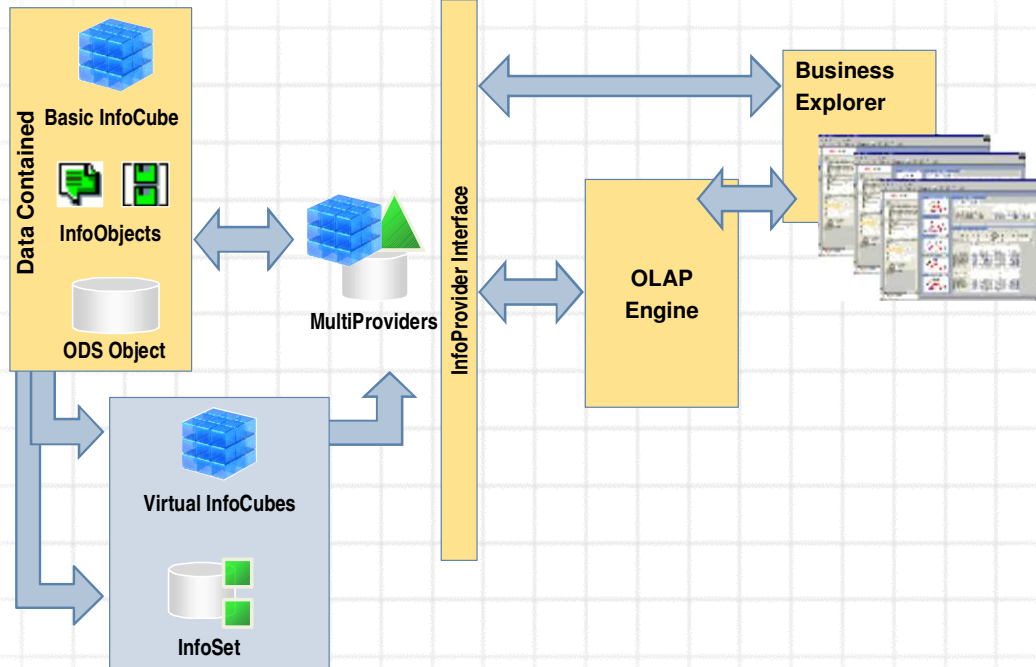 Data Contained
Basic InfoCube
InfoObjects
ODS Object
MultiProviders
Virtual InfoCubes
InfoSet
InfoProvider Interface
OLAP
Engine
Business
Explorer